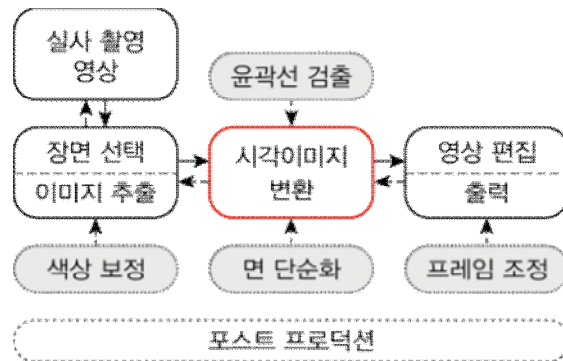 실사 촬영
영상
윤곽선 검출
장면 선택
이미지 추출
시각이미지
변환
영상 편집
출력
색상 보정
면 단순화
프레임 조정
포스트 프로덕션